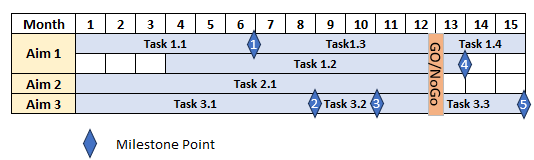 Month 1 2 3 4 5 6 7 8 9 10 11 12 13 14 15
Aim 1 Task 1.1 1 Task1.3 Task 1.4
Task 1.2 4
GO/NoGo
Aim 2 Task 2.1
Aim 3 Task 3.1 2 Task 3.2 3 Task 3.3 5
Milestone Point